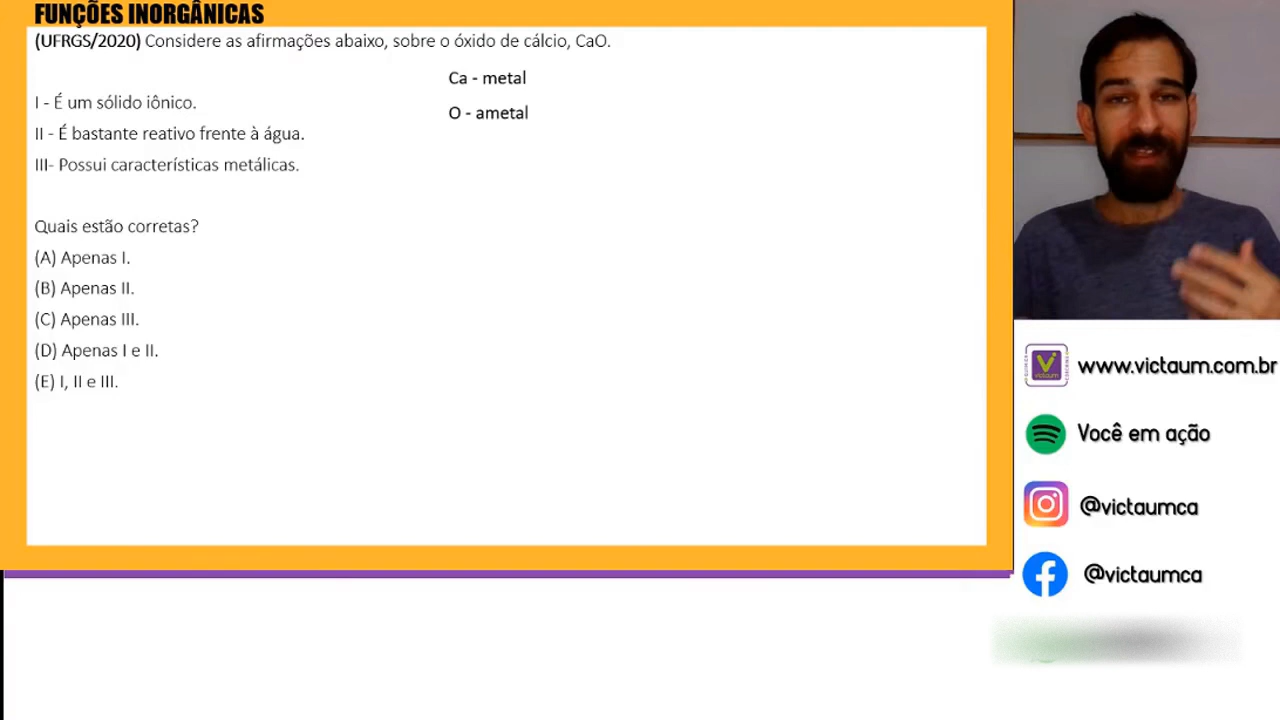 FUNÇÕES INORGÂNICAS
(UFRGS/2020) Considere as afirmações abaixo, sobre o óxido de cálcio, CaO.
Ca - metal
O - ametal
I - É um sólido iônico.
II - É bastante reativo frente à água.
III- Possui características metálicas.
Quais estão corretas?
(A) Apenas I.
(B) Apenas II.
(C) Apenas III.
(D) Apenas I e II.
(E) I, II e III.
www.victaum.com.br
Você em ação
@victaumca
@victaumca